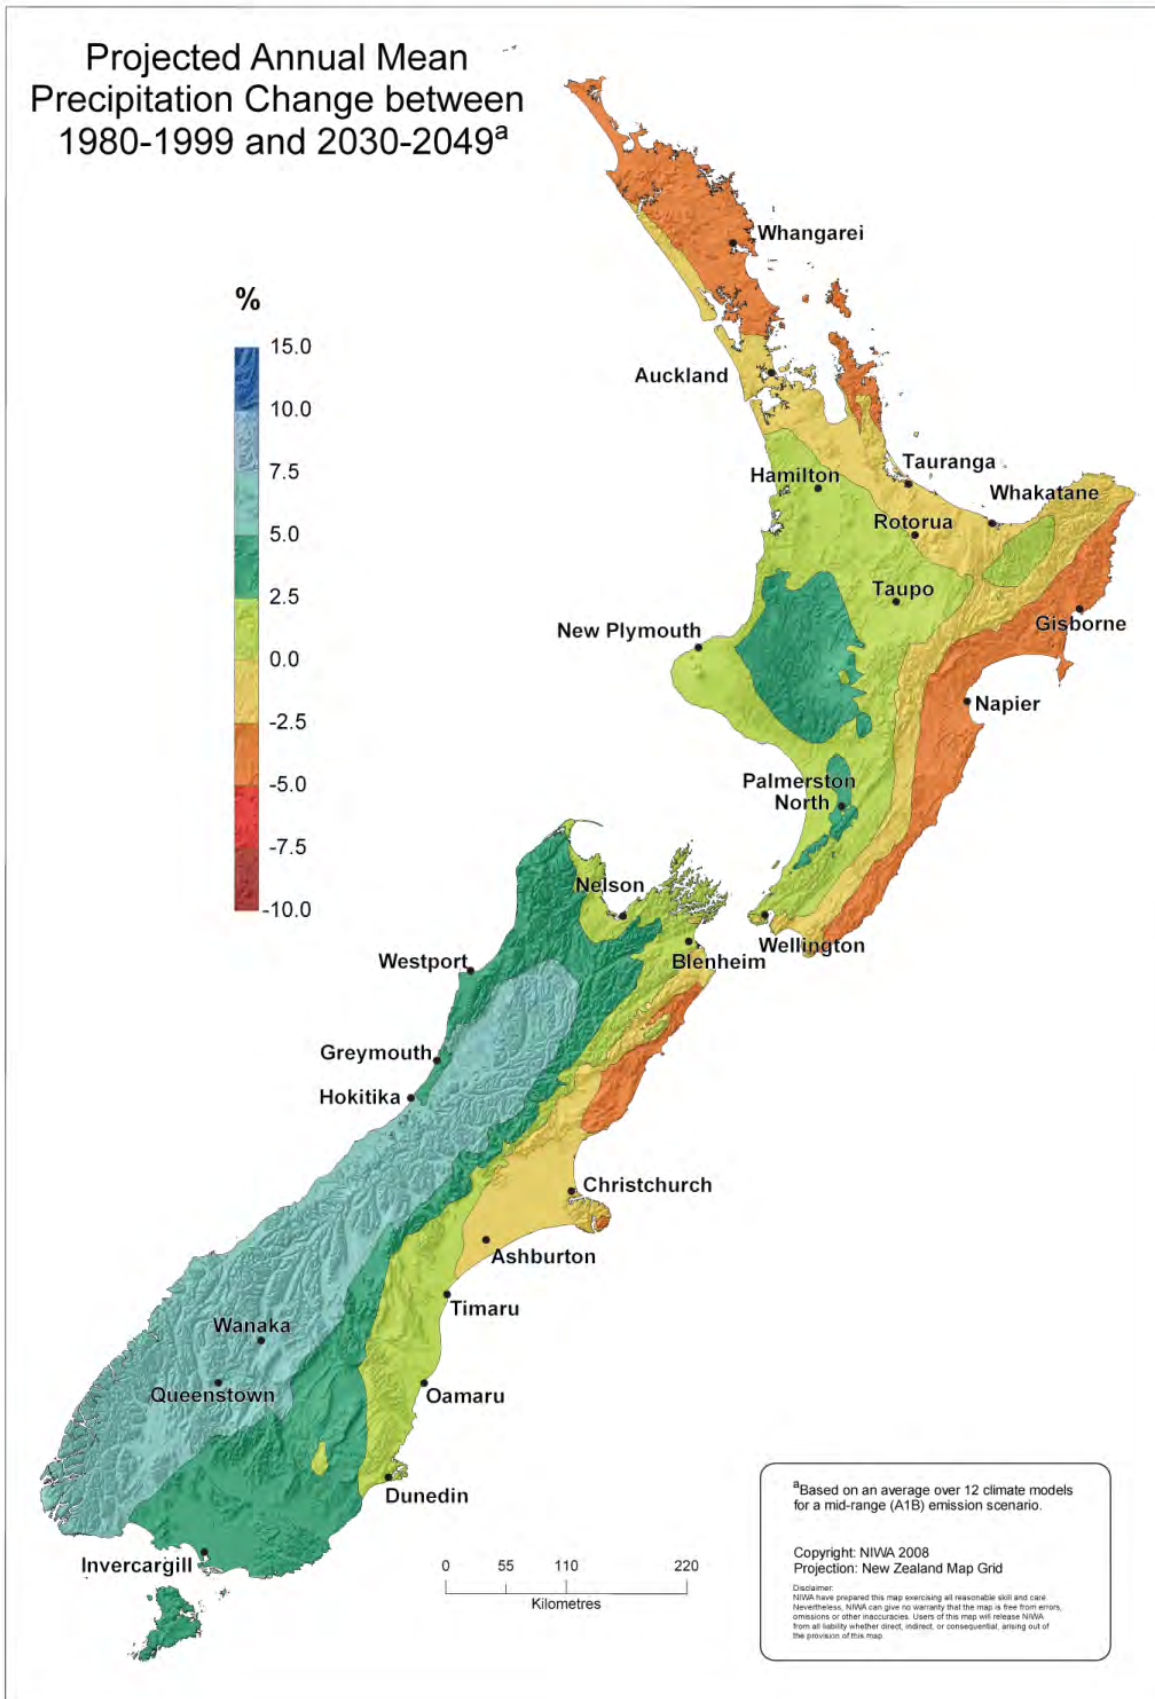 Projected Annual Mean
Precipitation Change between
1980-1999 and 2030-2049a
%
15.0
10.0
7.5
5.0
2.5
0.0
-2.5
-5.0
-7.5
-10.0
Whangarei
Auckland
Hamilton
Tauranga
Whakatane
Rotorua
Taupo
Gisborne
New Plymouth
Napier
Palmerston
North
Nelson
Wellington
Blenheim
Westport
Greymouth
Hokitika
Christchurch
Ashburton
Timaru
Wanaka
Queenstown
Oamaru
Dunedin
Invercargill
0 55 110 220
Kilometres
aBased on an average over 12 climate models
for a mid-range (A1B) emission scenario.
Copyright: NIWA 2008
Projection: New Zealand Map Grid
Disclaimer:
NIWA have prepared this map exercising all reasonable skill and care.
Nevertheless, NIWA can give no warranty that the map is free from errors,
omissions or other inaccuracies. Users of this map will release NIWA
from all liability whether direct, indirect, or consequential, arising out of
the provision of this map